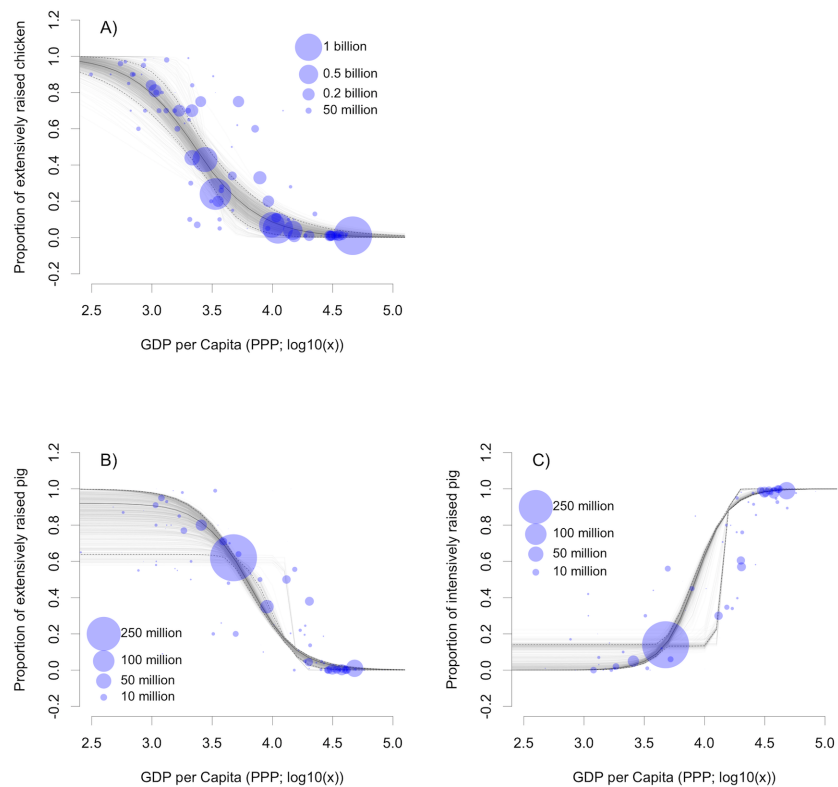 A)
Proportion of extensively raised chicken
1.2
1.0
0.8
0.6
0.4
0.2
0.0
-0.2
1 billion
0.5 billion
0.2 billion
50 million
2.5 3.0 3.5 4.0 4.5 5.0
GDP per Capita (PPP; log10(x))
B)
Proportion of extensively raised pig
1.2
1.0
0.8
0.6
0.4
0.2
0.0
-0.2
250 million
100 million
50 million
10 million
2.5 3.0 3.5 4.0 4.5 5.0
GDP per Capita (PPP; log10(x))
C)
Proportion of intensively raised pig
1.2
1.0
0.8
0.6
0.4
0.2
0.0
-0.2
250 million
100 million
50 million
10 million
2.5 3.0 3.5 4.0 4.5 5.0
GDP per Capita (PPP; log10(x))